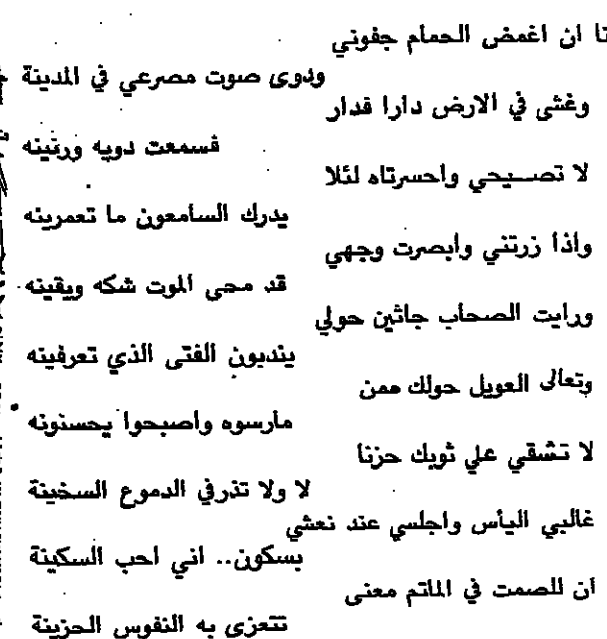 ان اغمض الحمام جفوني
ودوى صوت مصرعي في المدينة
وغشى في الارض دارا فدار
فسمعت دويه ورنينه
لا تصيحي واحسرتاه لئلا
يدرك السامعون ما تعمرينه
واذا زرتني وابصرت وجهي
قد محى الموت شكه ويقينه
ورايت الصحاب جاثين حولي
يندبون الفتى الذي تعرفينه
وتعالى العويل حولك ممن
مارسوه واصبحوا يحسنونه
لا تشقي علي ثوبك حزنا
لا ولا تذرفي الدموع السخينة
غالبي اليأس واجلسي عند نعشي
بسكون.. اني احب السكينة
ان للصمت في الماتم معنى
تتعزى به النفوس الحزينة